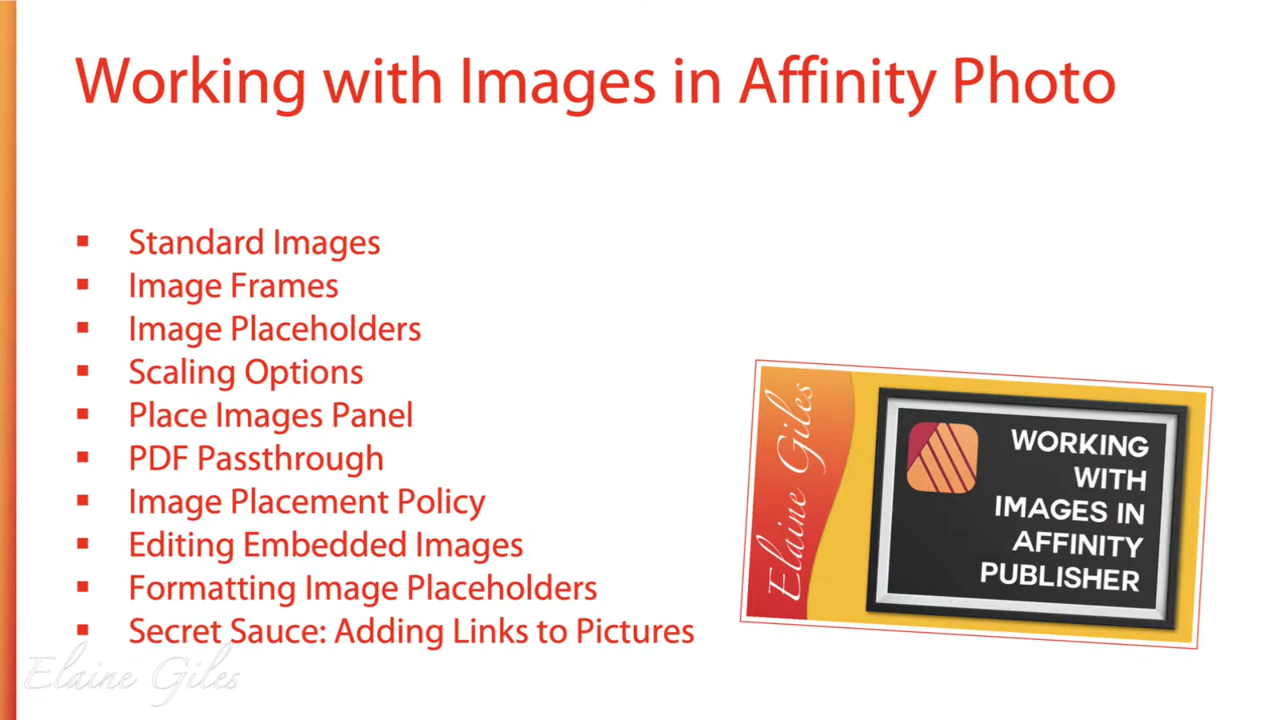 Working with Images in Affinity Photo
▪ Standard Images
▪ Image Frames
▪ Image Placeholders
▪ Scaling Options
▪ Place Images Panel
▪ PDF Passthrough
▪ Image Placement Policy
▪ Editing Embedded Images
▪ Formatting Image Placeholders
▪ Secret Sauce: Adding Links to Pictures
Elaine Giles
WORKING
WITH
IMAGES IN
AFFINITY
PUBLISHER
Elaine Giles